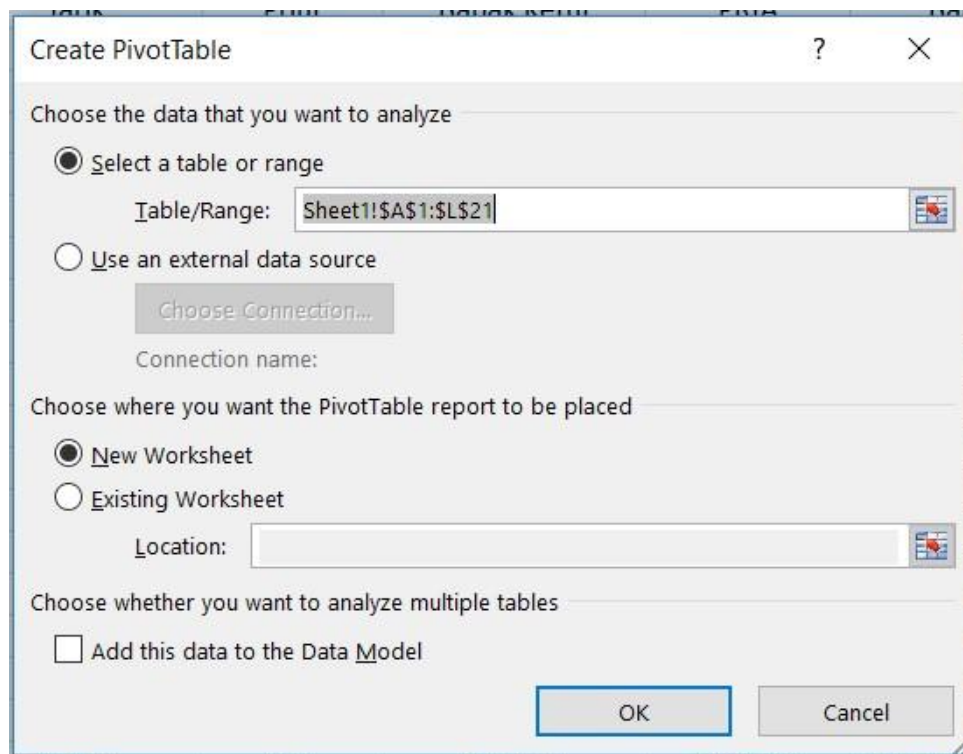 Create PivotTable ?
Choose the data that you want to analyze
Select a table or range
Table/Range: Sheet1!$A$1:$L$21
Use an external data source
Choose Connection...
Connection name:
Choose where you want the PivotTable report to be placed
New Worksheet
Existing Worksheet
Location:
Choose whether you want to analyze multiple tables
Add this data to the Data Model
OK Cancel